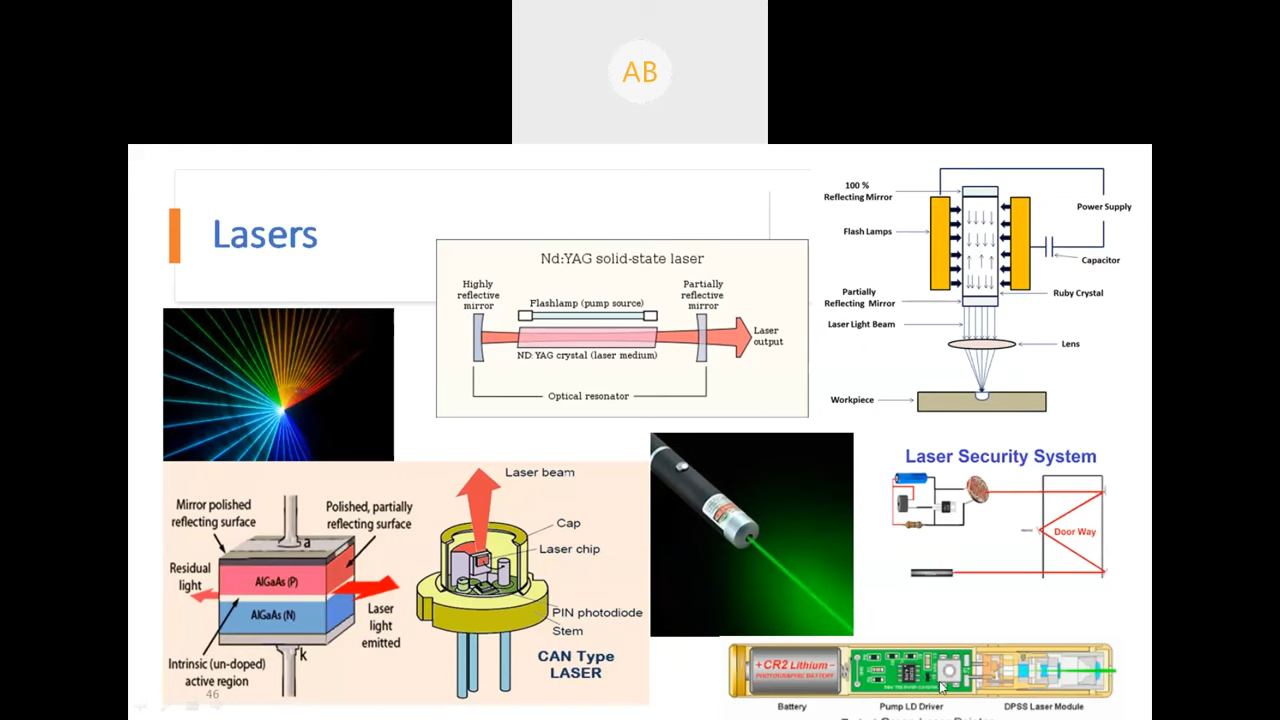 AB
Lasers
Nd:YAG solid-state laser
Highly
reflective
mirror
Flashlamp (pump source)
Partially
reflective
mirror
Laser
output
ND:YAG crystal (laser medium)
Optical resonator
100 %
Reflecting Mirror
Power Supply
Flash Lamps
Capacitor
Partially
Reflecting Mirror
Ruby Crystal
Laser Light Beam
Lens
Workpiece
Mirror polished
reflecting surface
Polished, partially
reflecting surface
a
Residual
light
AlGaAs (P)
AlGaAs (N)
Laser
light
emitted
Intrinsic (un-doped)
active region
k
46
Laser beam
Cap
Laser chip
PIN photodiode
Stem
CAN Type
LASER
Laser Security System
Door Way
+CR2 Lithium-
PHOTOGRAPHIC BATTERY
Battery
Pump LD Driver
DPSS Laser Module